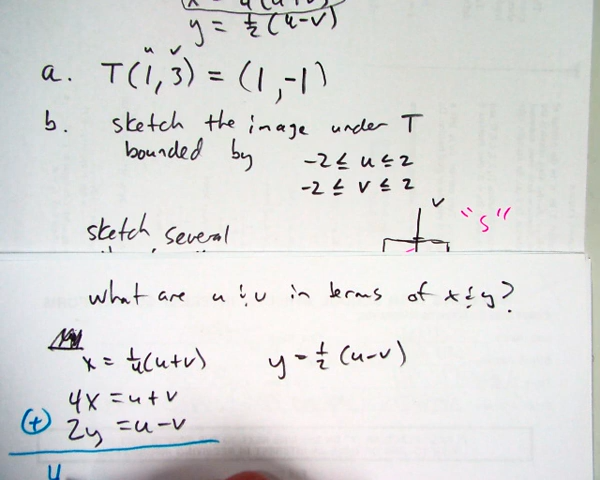 y = ½(u-v)
u v
a. T(1,3) = (1,-1)
b. sketch the image under T
bounded by -2 ≤ u ≤ 2
-2 ≤ v ≤ 2
v "S"
sketch several
what are u & v in terms of x & y?
x = ¼(u+v) y = ½(u-v)
4x = u+v
(+) 2y = u-v